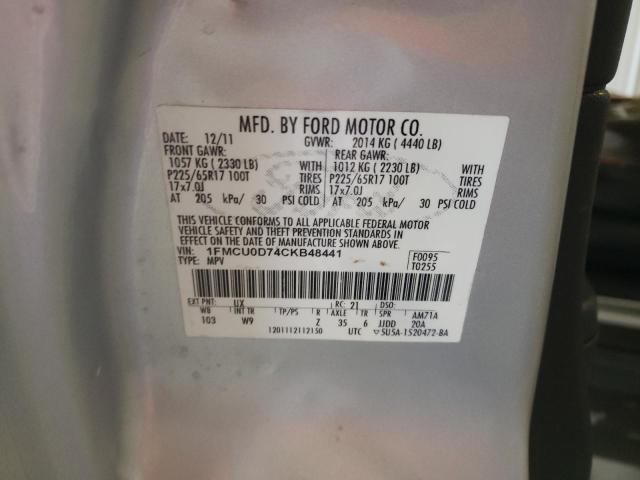 MFD. BY FORD MOTOR CO.
DATE: 12/11 GVWR: 2014 KG ( 4440 LB)
FRONT GAWR: REAR GAWR:
1057 KG ( 2330 LB) WITH 1012 KG ( 2230 LB) WITH
P225/65R17 100T TIRES P225/65R17 100T TIRES
17x7.0J RIMS 17x7.0J RIMS
AT 205 kPa/ 30 PSI COLD AT 205 kPa/ 30 PSI COLD
THIS VEHICLE CONFORMS TO ALL APPLICABLE FEDERAL MOTOR
VEHICLE SAFETY AND THEFT PREVENTION STANDARDS IN
EFFECT ON THE DATE OF MANUFACTURE SHOWN ABOVE.
VIN: 1FMCU0D74CKB48441 F0095
TYPE: MPV T0255
EXT PNT: UX RC: 21 DSO:
WB INT TR TP/PS R AXLE TR SPR AM71A
103 W9 Z 35 6 JJDD 20A
1201112112150 UTC 5U5A-1520472-BA